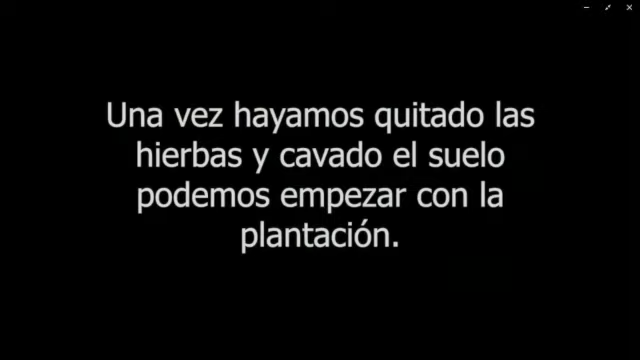 Una vez hayamos quitado las
hierbas y cavado el suelo
podemos empezar con la
plantación.